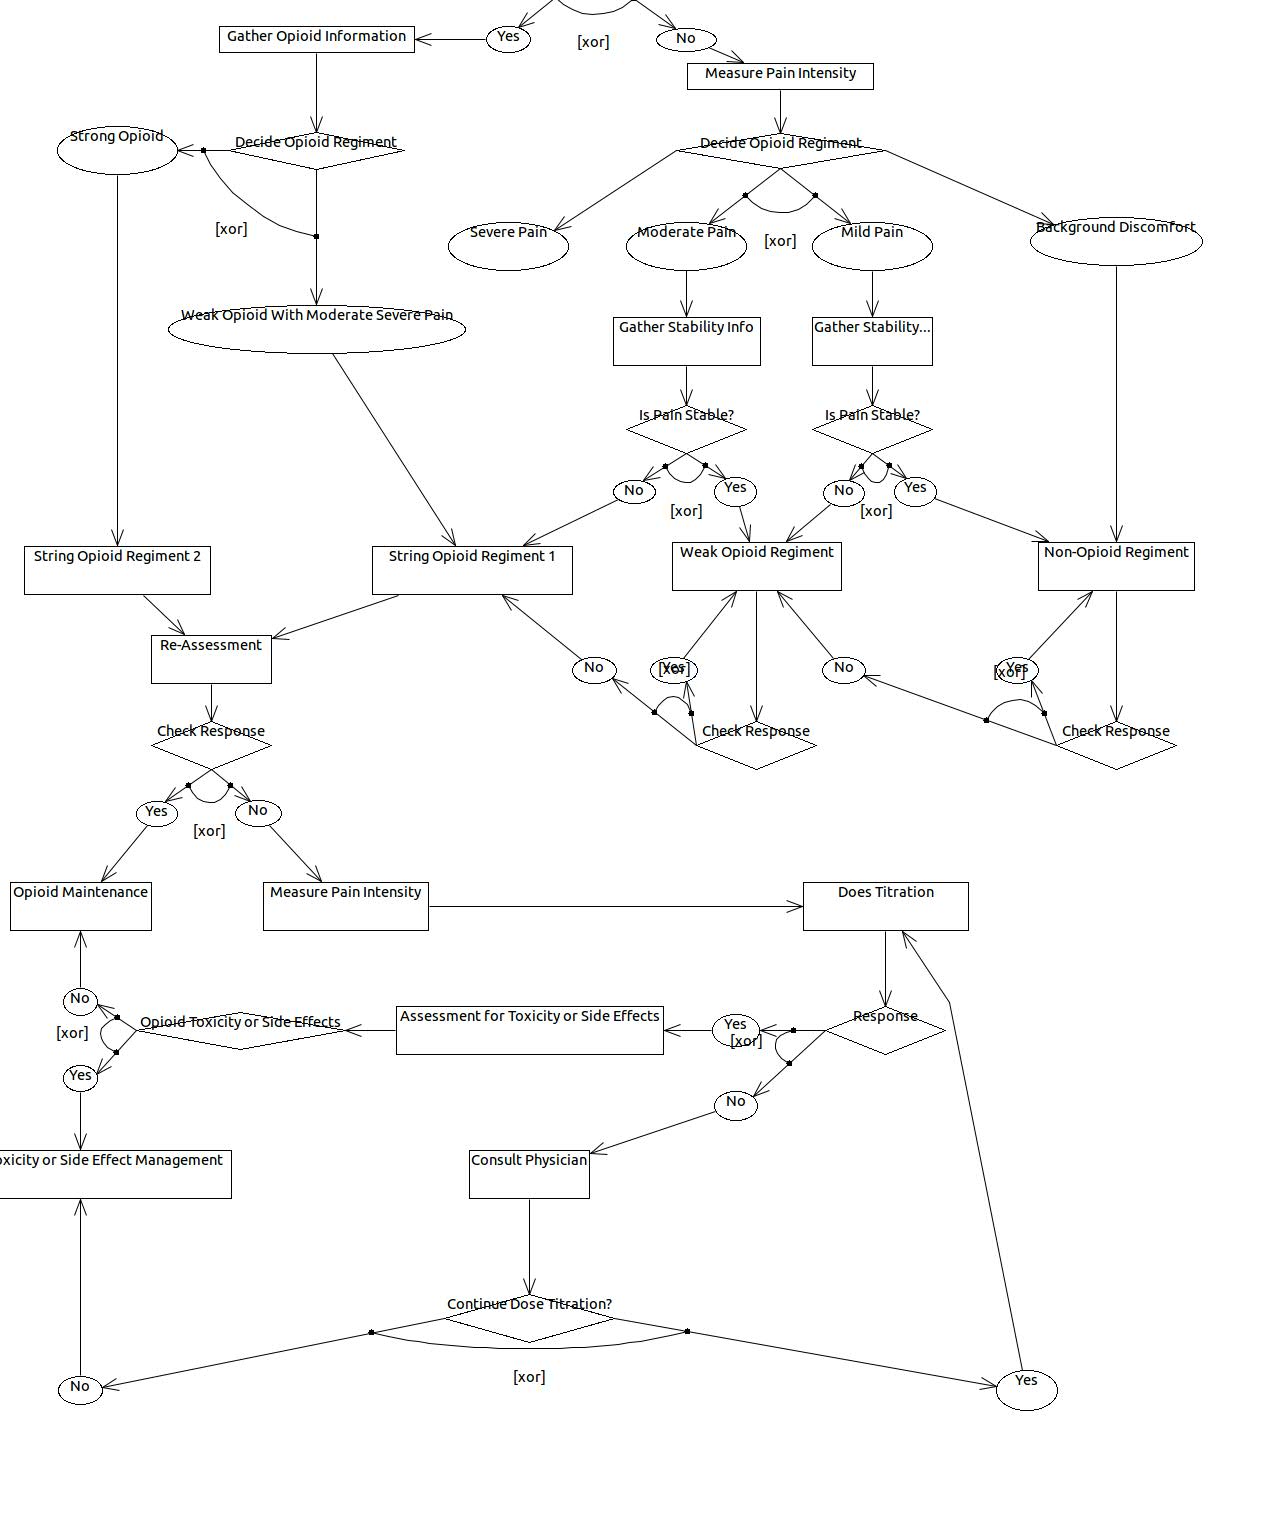 Gather Opioid Information
Yes
[xor]
No
Measure Pain Intensity
Strong Opioid
Decide Opioid Regiment
Decide Opioid Regiment
[xor]
Severe Pain
Moderate Pain
[xor]
Mild Pain
Background Discomfort
Weak Opioid With Moderate Severe Pain
Gather Stability Info
Gather Stability...
Is Pain Stable?
Is Pain Stable?
No
Yes
No
Yes
[xor]
[xor]
String Opioid Regiment 2
String Opioid Regiment 1
Weak Opioid Regiment
Non-Opioid Regiment
Re-Assessment
No
Yes
[xor]
No
Yes
[xor]
Check Response
Check Response
Check Response
Yes
No
[xor]
Opioid Maintenance
Measure Pain Intensity
Does Titration
No
[xor]
Yes
Opioid Toxicity or Side Effects
Assessment for Toxicity or Side Effects
Yes
[xor]
Response
No
oxicity or Side Effect Management
Consult Physician
Continue Dose Titration?
[xor]
No
Yes